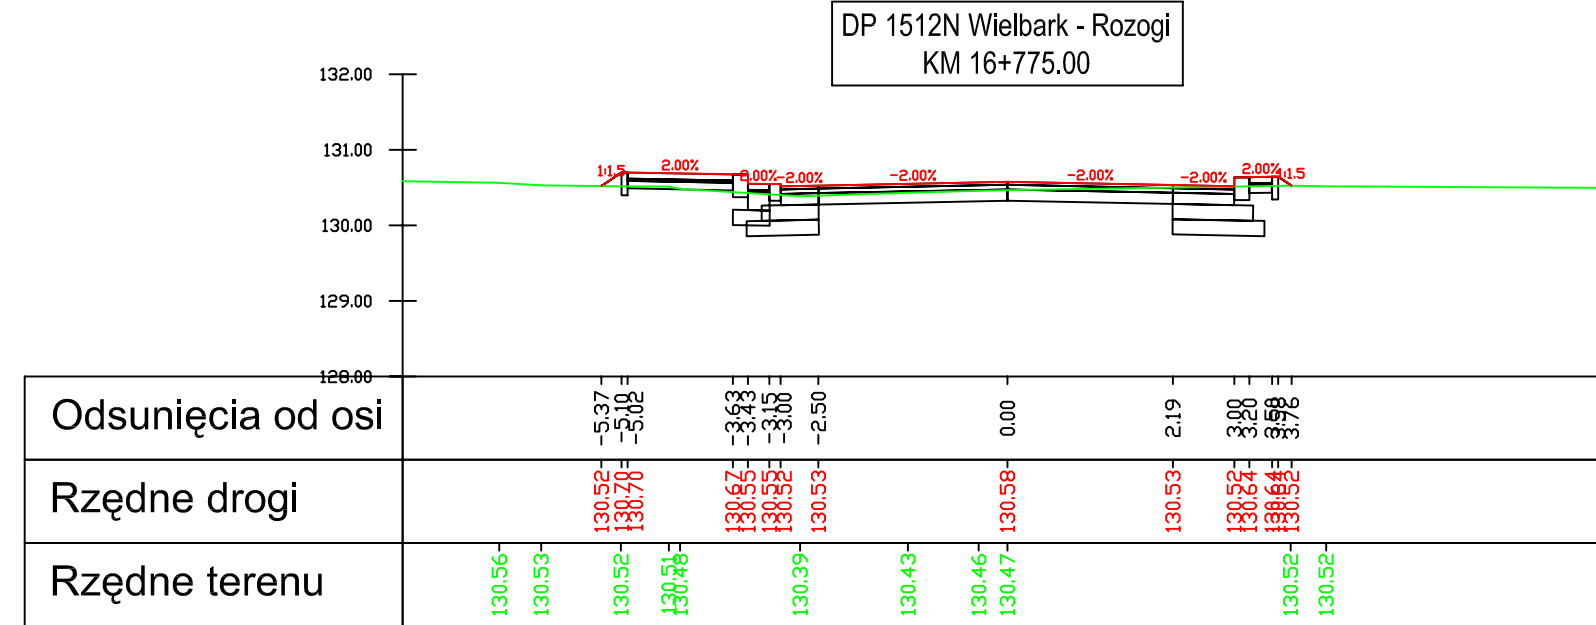 DP 1512N Wielbark - Rozogi
KM 16+775.00
132.00
131.00
130.00
129.00
128.00
1:1.5 2.00% 2.00% -2.00% -2.00% -2.00% -2.00% 2.00% 1:1.5
Odsunięcia od osi -5.37 -5.10 -5.02 -3.63 -3.43 -3.15 -3.00 -2.50 0.00 2.19 3.00 3.20 3.76
Rzędne drogi 130.52 130.70 130.70 130.67 130.55 130.55 130.52 130.53 130.58 130.53 130.52 130.64 130.64 130.52
Rzędne terenu 130.56 130.53 130.52 130.51 130.48 130.39 130.43 130.46 130.47 130.52 130.52